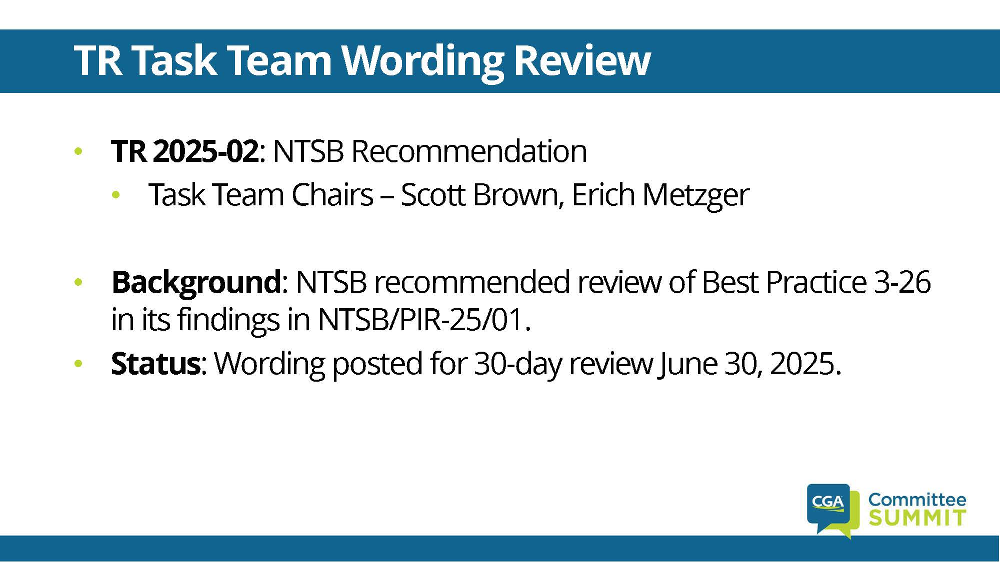 TR Task Team Wording Review
• TR 2025-02: NTSB Recommendation
• Task Team Chairs – Scott Brown, Erich Metzger
• Background: NTSB recommended review of Best Practice 3-26
in its findings in NTSB/PIR-25/01.
• Status: Wording posted for 30-day review June 30, 2025.
CGA
Committee
SUMMIT